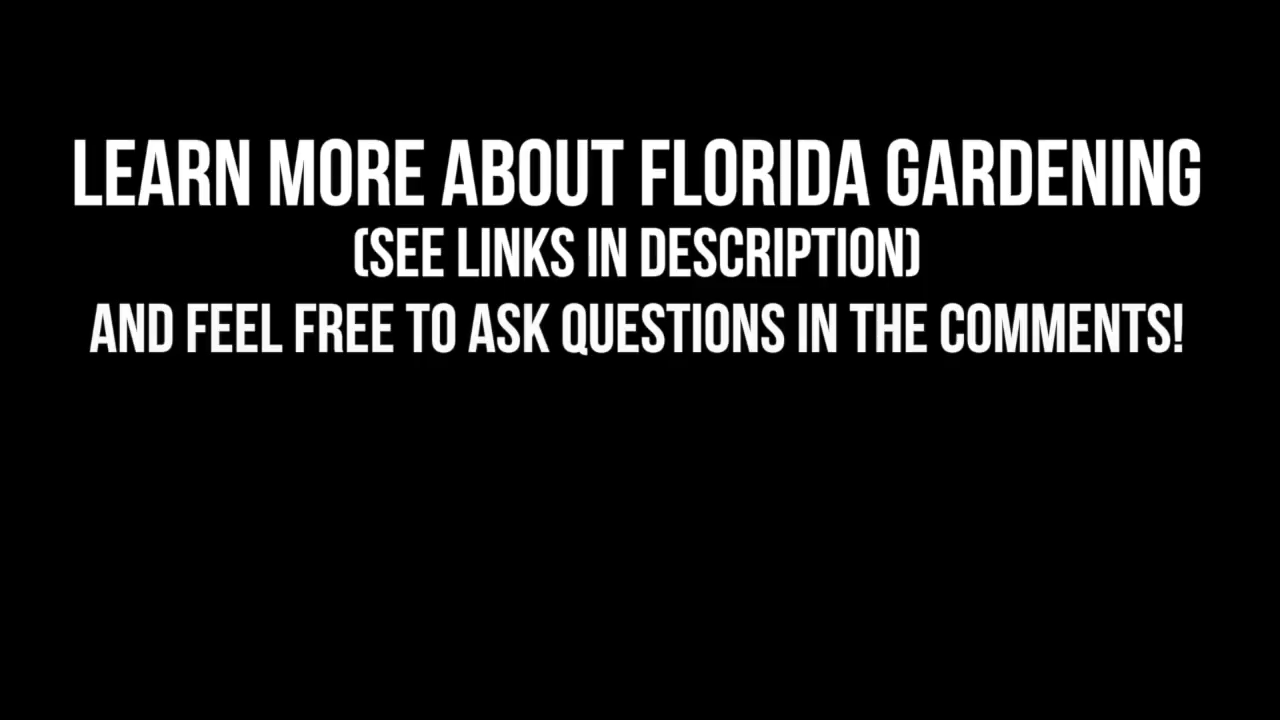 LEARN MORE ABOUT FLORIDA GARDENING
(SEE LINKS IN DESCRIPTION)
AND FEEL FREE TO ASK QUESTIONS IN THE COMMENTS!